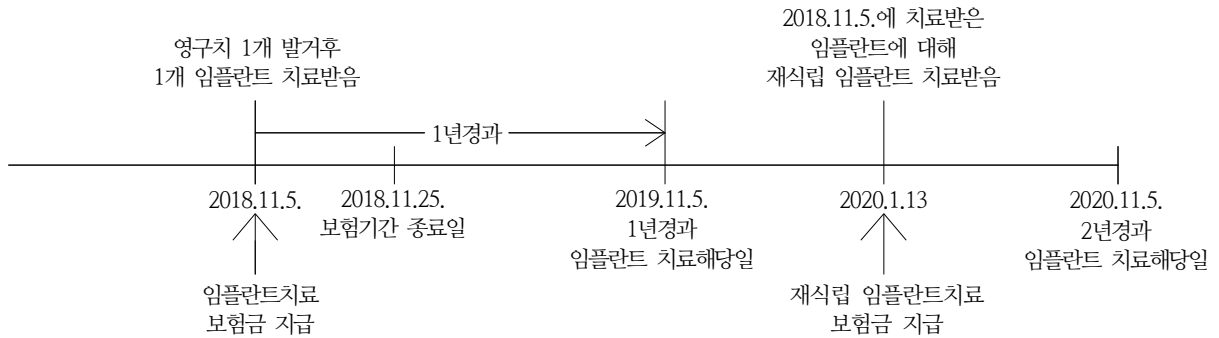 영구치 1개 발거후
1개 임플란트 치료받음
2018.11.5.에 치료받은
임플란트에 대해
재식립 임플란트 치료받음
1년경과
2018.11.5.
2018.11.25.
보험기간 종료일
2019.11.5.
1년경과
임플란트 치료해당일
2020.1.13
2020.11.5.
2년경과
임플란트 치료해당일
임플란트치료
보험금 지급
재식립 임플란트치료
보험금 지급